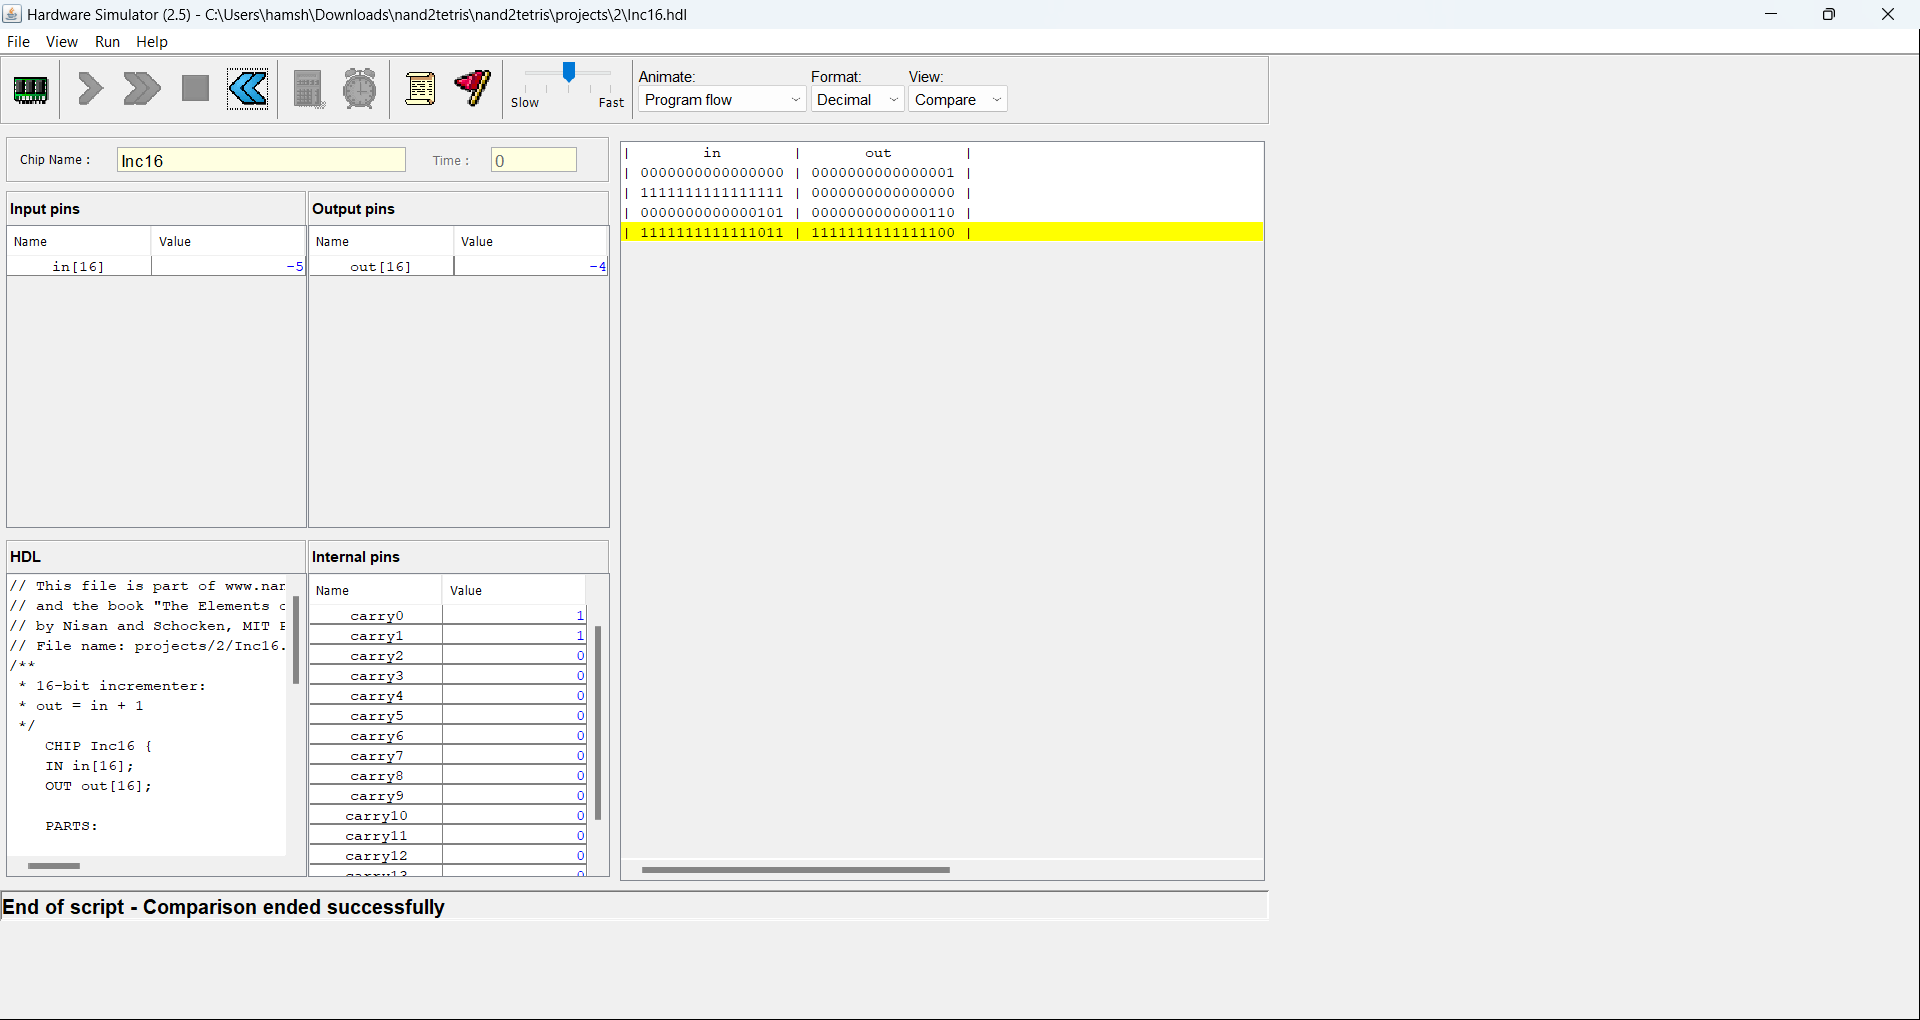 Hardware Simulator (2.5) - C:\Users\hamsh\Downloads\nand2tetris\nand2tetris\projects\2\Inc16.hdl
File View Run Help
Slow Fast
Animate: Format: View:
Program flow Decimal Compare
Chip Name : Inc16 Time : 0
Input pins
Name Value
in[16] -5
Output pins
Name Value
out[16] -4
HDL
// This file is part of www.nan
// and the book "The Elements o
// by Nisan and Schocken, MIT P
// File name: projects/2/Inc16.
/**
* 16-bit incrementer:
* out = in + 1
*/
CHIP Inc16 {
IN in[16];
OUT out[16];
PARTS:
Internal pins
Name Value
carry0 1
carry1 1
carry2 0
carry3 0
carry4 0
carry5 0
carry6 0
carry7 0
carry8 0
carry9 0
carry10 0
carry11 0
carry12 0
carry13 0
| in | out |
| 0000000000000000 | 0000000000000001 |
| 1111111111111111 | 0000000000000000 |
| 0000000000000101 | 0000000000000110 |
| 1111111111111011 | 1111111111111100 |
End of script - Comparison ended successfully